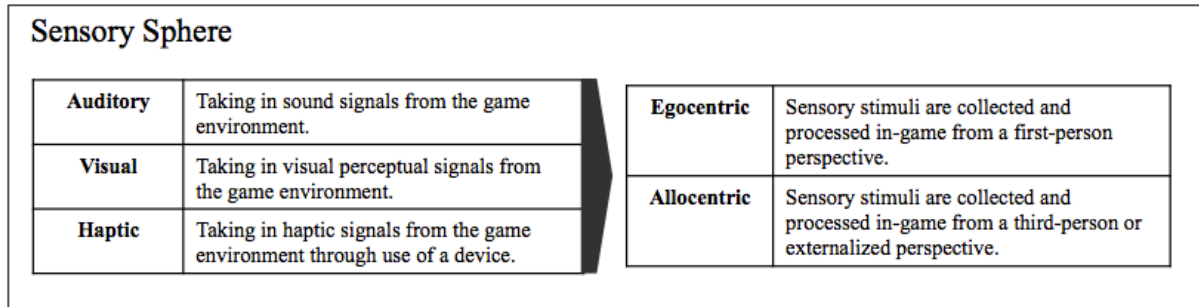 Sensory Sphere
Auditory
Taking in sound signals from the game
environment.
Visual
Taking in visual perceptual signals from
the game environment.
Haptic
Taking in haptic signals from the game
environment through use of a device.
Egocentric
Sensory stimuli are collected and
processed in-game from a first-person
perspective.
Allocentric
Sensory stimuli are collected and
processed in-game from a third-person or
externalized perspective.